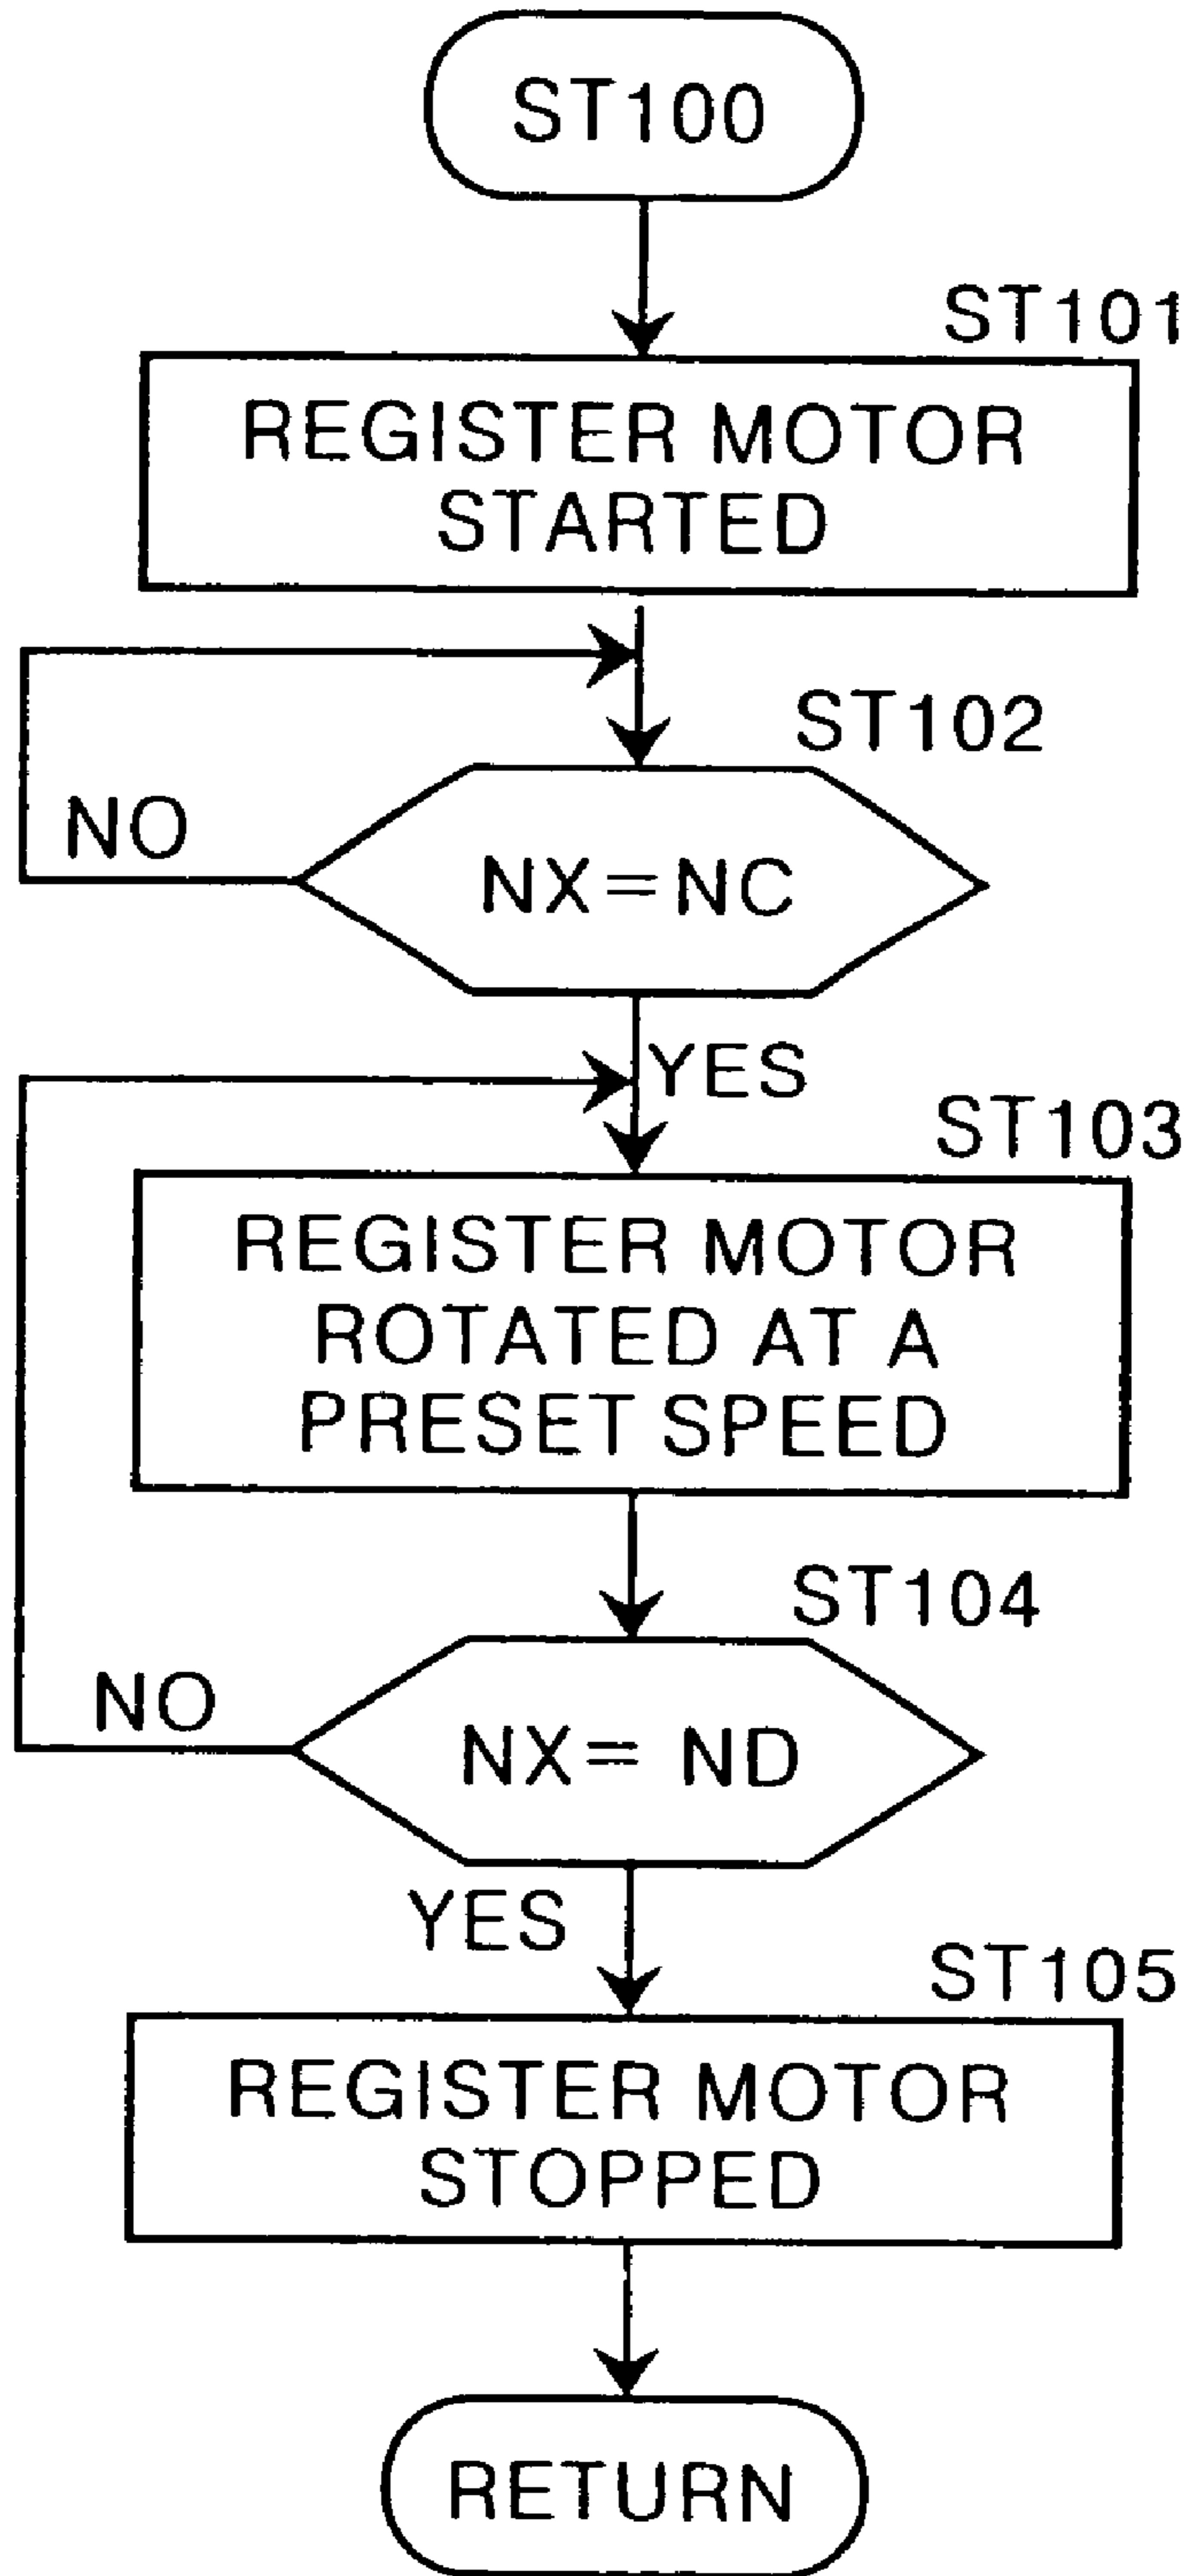 ST100
ST101
REGISTER MOTOR
STARTED
ST102
NO
NX=NC
YES
ST103
REGISTER MOTOR
ROTATED AT A
PRESET SPEED
ST104
NO
NX= ND
YES
ST105
REGISTER MOTOR
STOPPED
RETURN